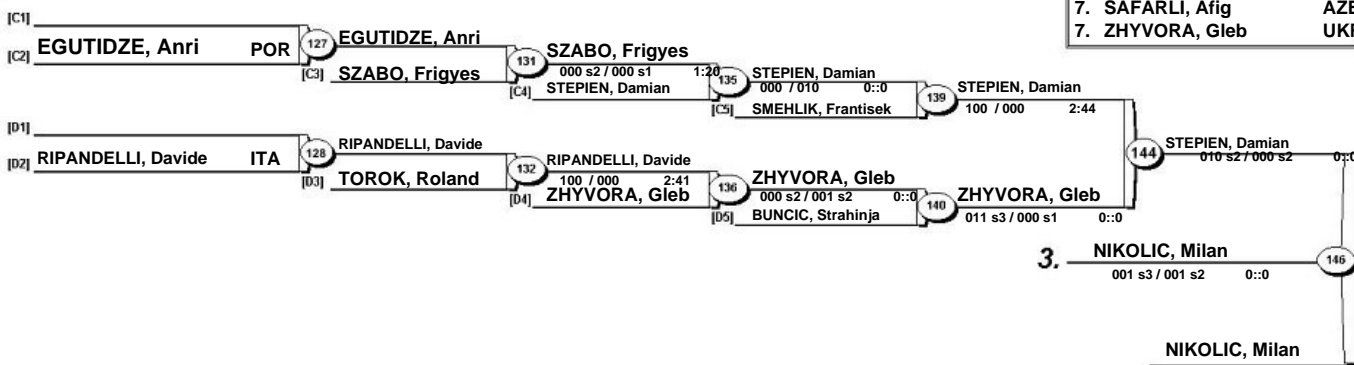 7. SAFARLI, Afig AZE
7. ZHYVORA, Gleb UKR
[C1]
[C2] EGUTIDZE, Anri POR
127
EGUTIDZE, Anri
[C3] SZABO, Frigyes
131
SZABO, Frigyes
000 s2 / 000 s1 1:20
[C4] STEPIEN, Damian
135
STEPIEN, Damian
000 / 010 0::0
[C5] SMEHLIK, Frantisek
139
STEPIEN, Damian
100 / 000 2:44
[D1]
[D2] RIPANDELLI, Davide ITA
128
RIPANDELLI, Davide
[D3] TOROK, Roland
132
RIPANDELLI, Davide
100 / 000 2:41
[D4] ZHYVORA, Gleb
136
ZHYVORA, Gleb
000 s2 / 001 s2 0::0
[D5] BUNCIC, Strahinja
140
ZHYVORA, Gleb
011 s3 / 000 s1 0::0
144
STEPIEN, Damian
010 s2 / 000 s2 0::0
3. NIKOLIC, Milan
001 s3 / 001 s2 0::0
146
NIKOLIC, Milan